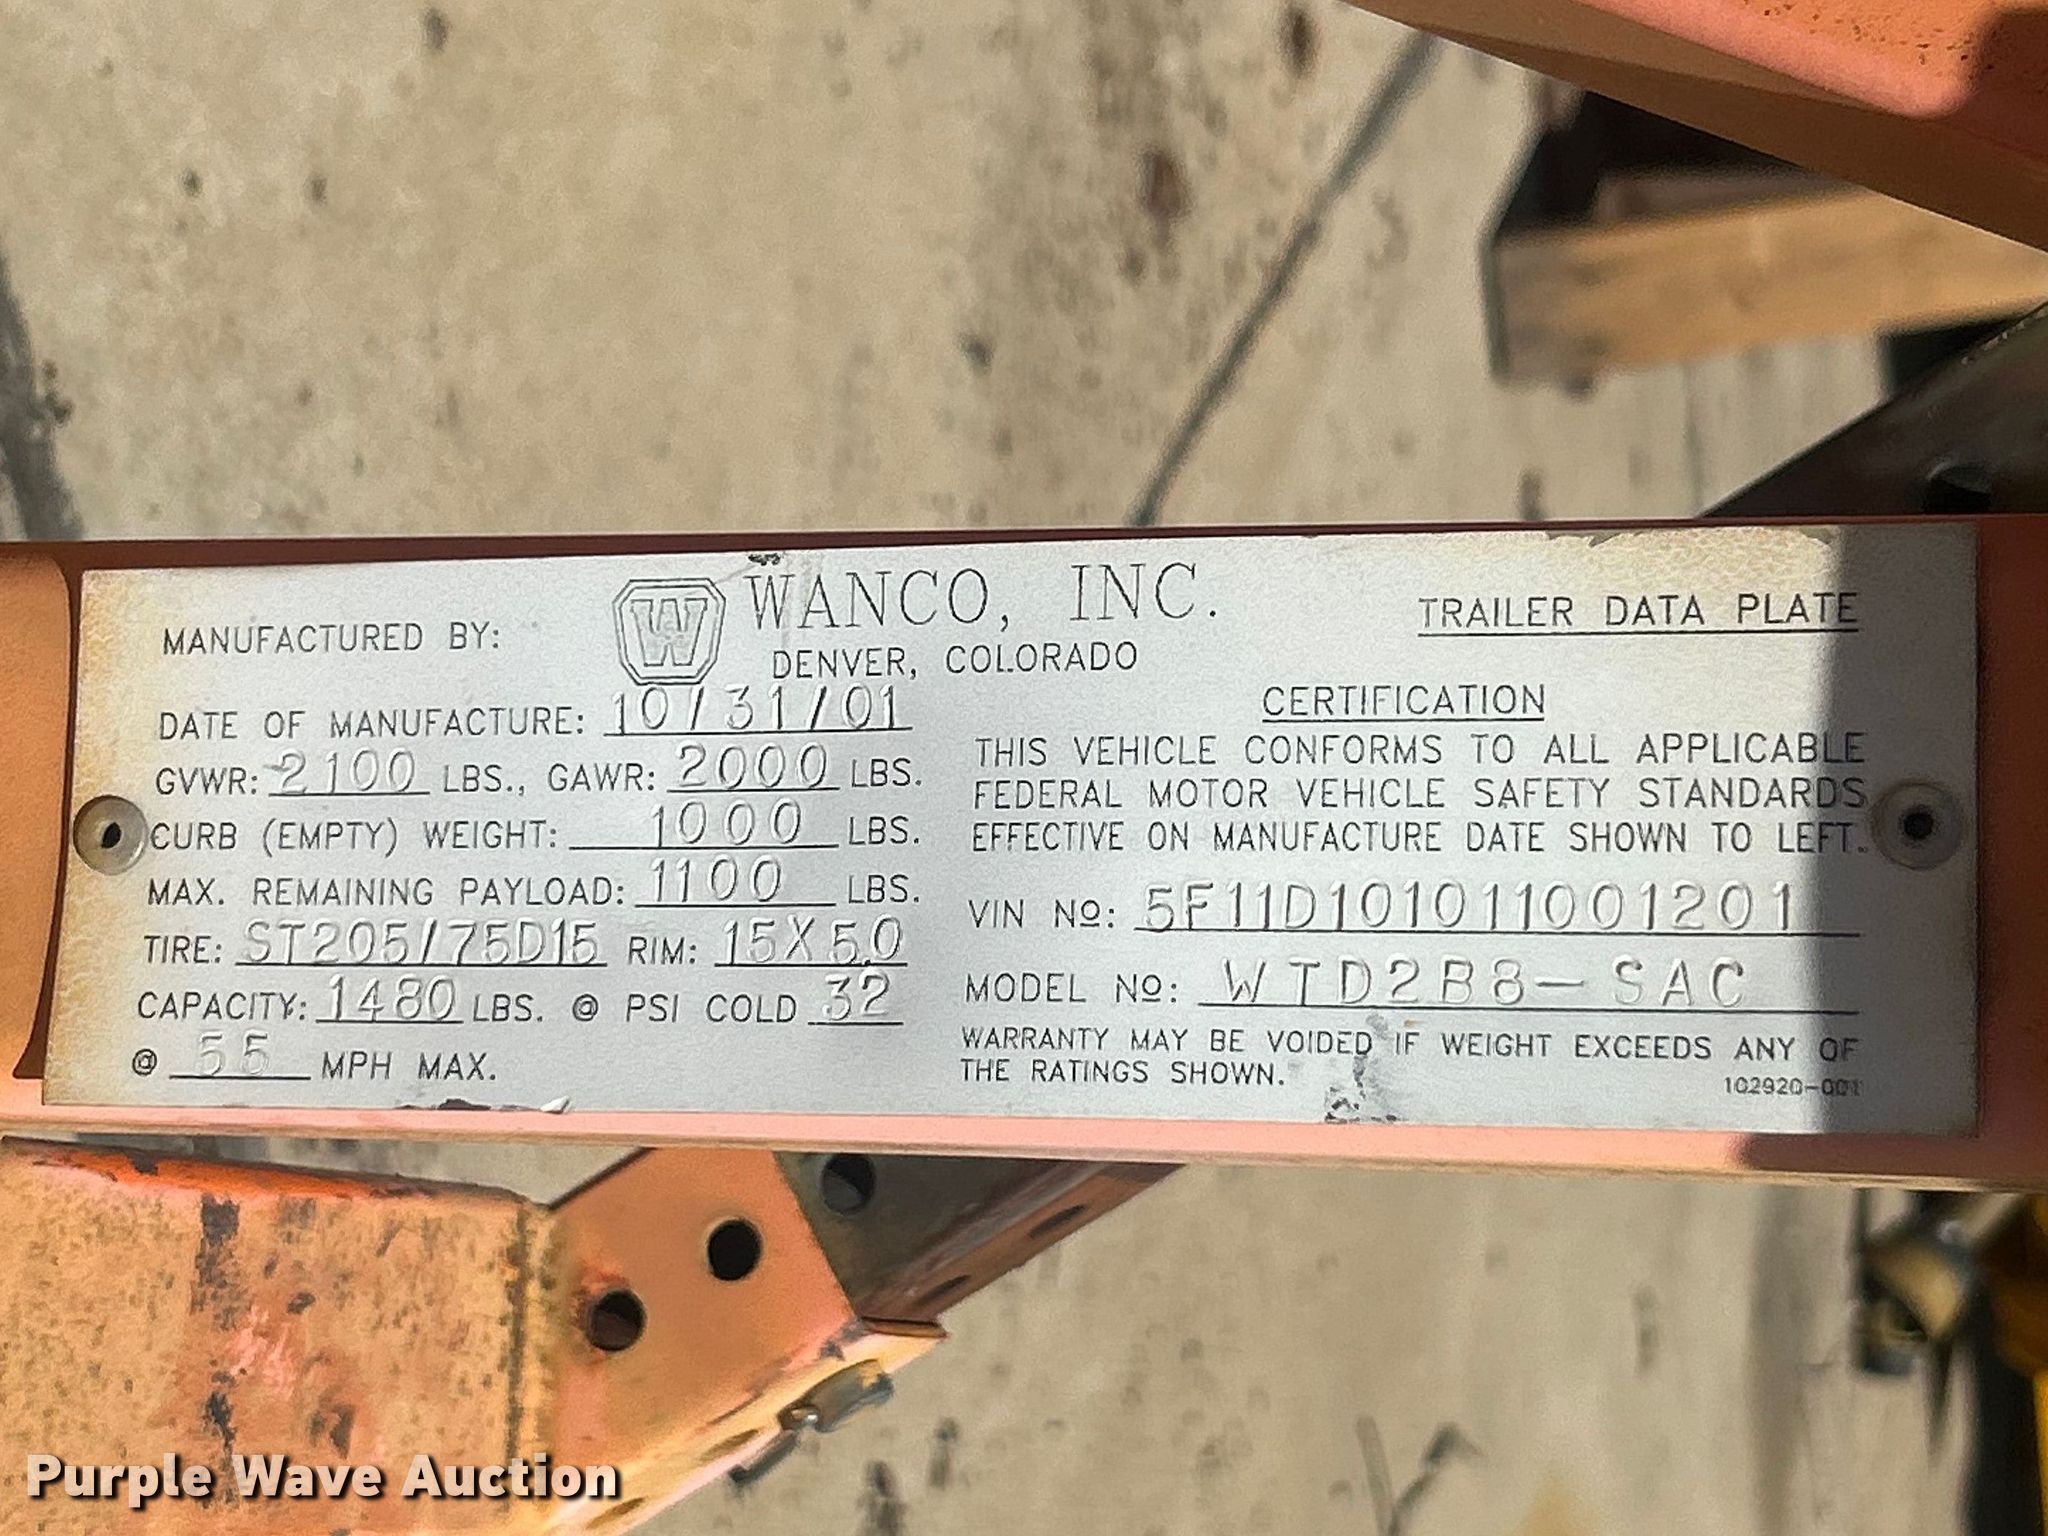 MANUFACTURED BY: W WANCO, INC.
DENVER, COLORADO
TRAILER DATA PLATE
DATE OF MANUFACTURE: 10/31/01
GVWR: 2100 LBS., GAWR: 2000 LBS.
CURB (EMPTY) WEIGHT: 1000 LBS.
MAX. REMAINING PAYLOAD: 1100 LBS.
TIRE: ST205/75D15 RIM: 15X5.0
CAPACITY: 1480 LBS. @ PSI COLD 32
@ 55 MPH MAX.
CERTIFICATION
THIS VEHICLE CONFORMS TO ALL APPLICABLE
FEDERAL MOTOR VEHICLE SAFETY STANDARDS
EFFECTIVE ON MANUFACTURE DATE SHOWN TO LEFT.
VIN Nº: 5F11D101011001201
MODEL Nº: WTD2B8-SAC
WARRANTY MAY BE VOIDED IF WEIGHT EXCEEDS ANY OF
THE RATINGS SHOWN.
102920-001
Purple Wave Auction